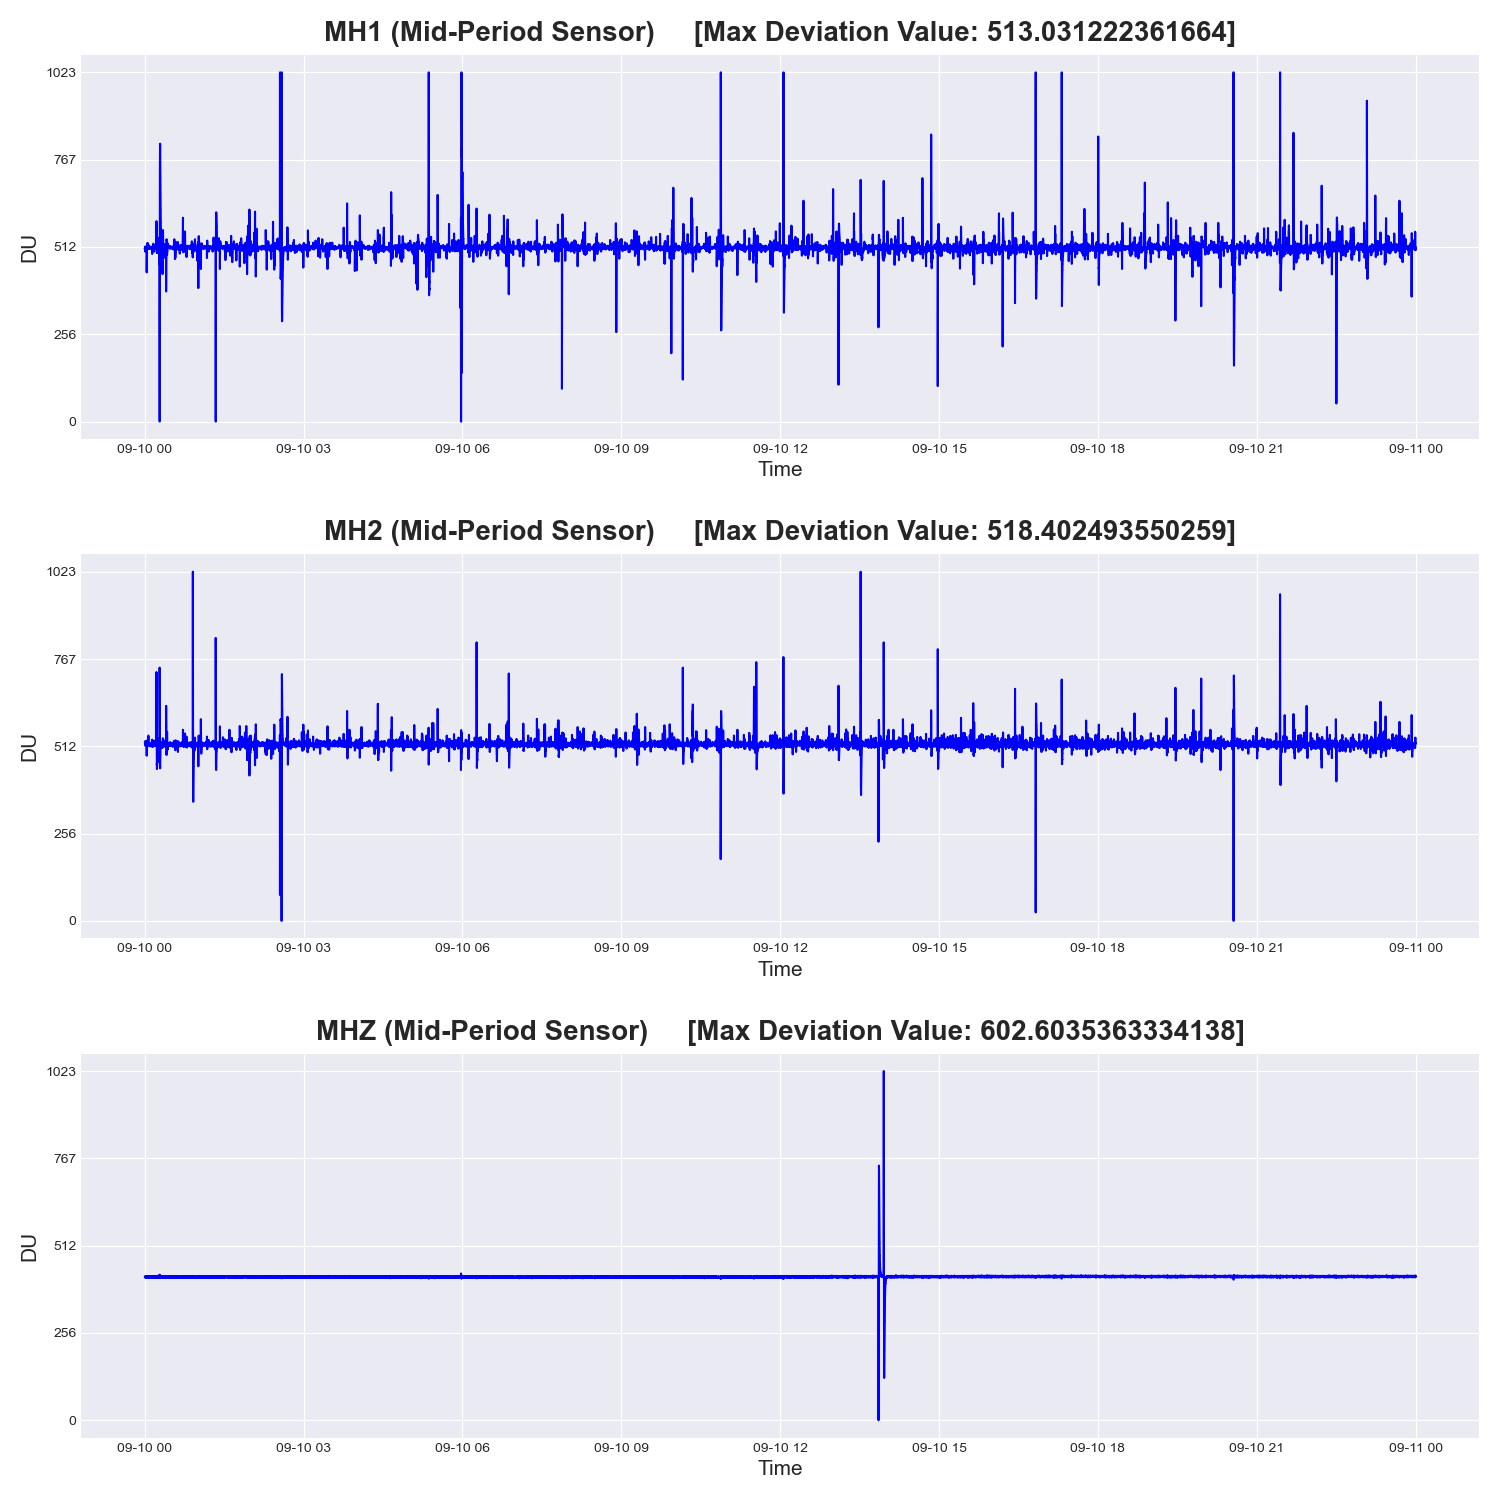 MH1 (Mid-Period Sensor) [Max Deviation Value: 513.031222361664]
1023
767
512
256
0
DU
09-10 00 09-10 03 09-10 06 09-10 09 09-10 12 09-10 15 09-10 18 09-10 21 09-11 00
Time
MH2 (Mid-Period Sensor) [Max Deviation Value: 518.402493550259]
1023
767
512
256
0
DU
09-10 00 09-10 03 09-10 06 09-10 09 09-10 12 09-10 15 09-10 18 09-10 21 09-11 00
Time
MHZ (Mid-Period Sensor) [Max Deviation Value: 602.6035363334138]
1023
767
512
256
0
DU
09-10 00 09-10 03 09-10 06 09-10 09 09-10 12 09-10 15 09-10 18 09-10 21 09-11 00
Time